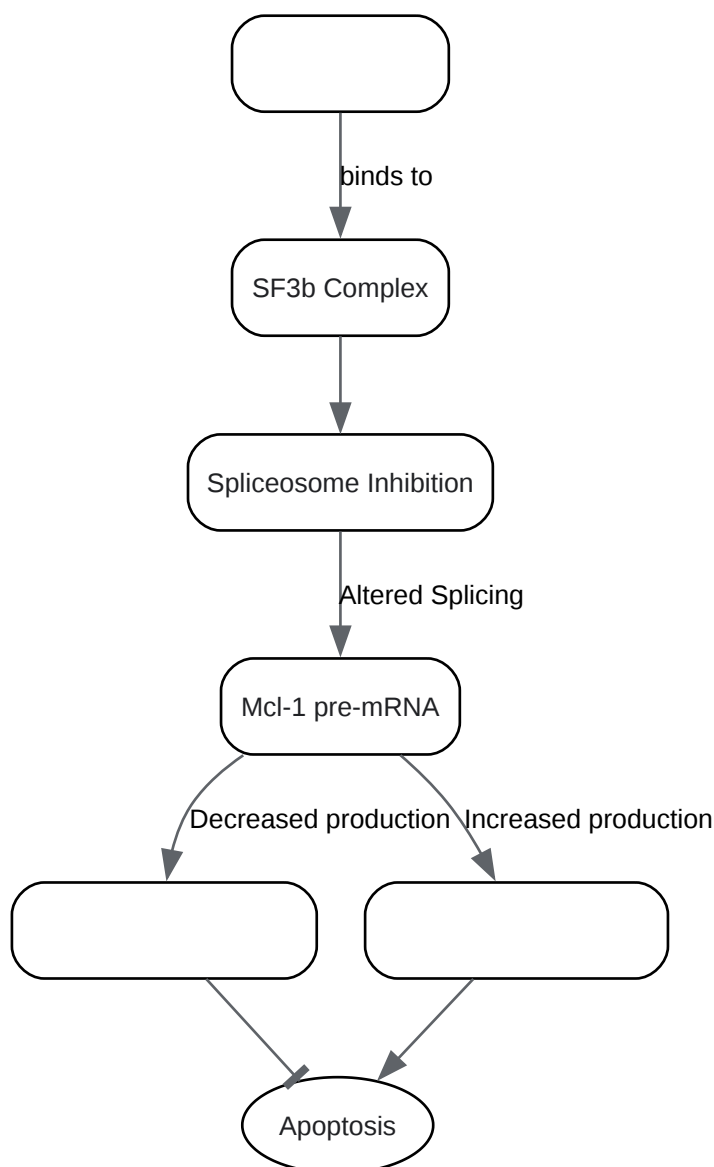 binds to
SF3b Complex
Spliceosome Inhibition
Altered Splicing
Mcl-1 pre-mRNA
Decreased production
Increased production
Apoptosis